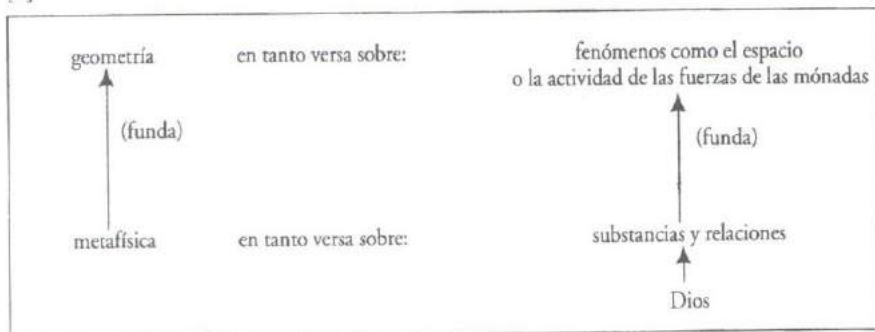 geometría en tanto versa sobre: fenómenos como el espacio
o la actividad de las fuerzas de las mónadas
(funda) (funda)
metafísica en tanto versa sobre: substancias y relaciones
Dios